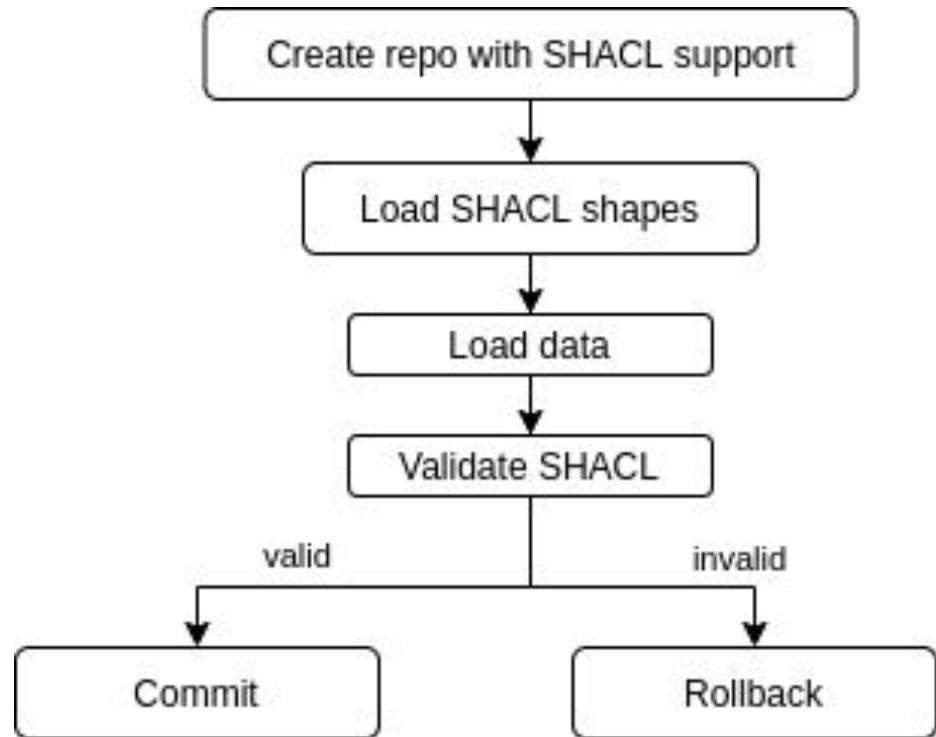 Create repo with SHACL support
Load SHACL shapes
Load data
Validate SHACL
valid
invalid
Commit
Rollback